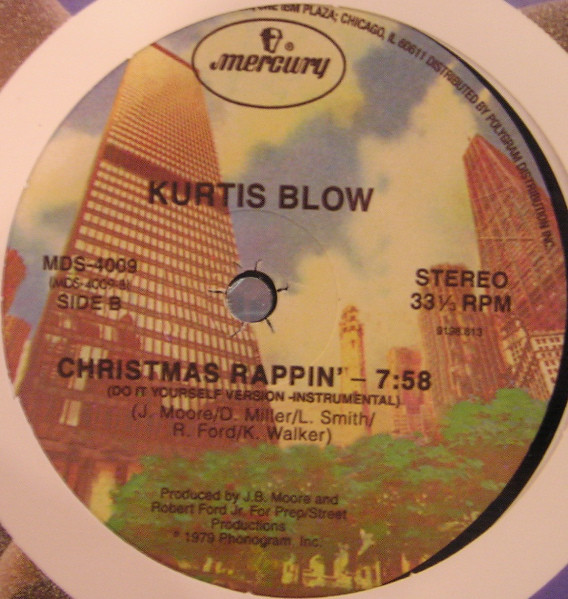 IBM PLAZA; CHICAGO, IL 60611 DISTRIBUTED BY POLYGRAM DISTRIBUTION INC.
mercury®
KURTIS BLOW
MDS-4009
(MDS-4009-B)
SIDE B
STEREO
33⅓ RPM
9198 813
CHRISTMAS RAPPIN' – 7:58
(DO IT YOURSELF VERSION -INSTRUMENTAL)
(J. Moore/D. Miller/L. Smith/
R. Ford/K. Walker)
Produced by J.B. Moore and
Robert Ford Jr. For Prep/Street
Productions
℗ 1979 Phonogram, Inc.